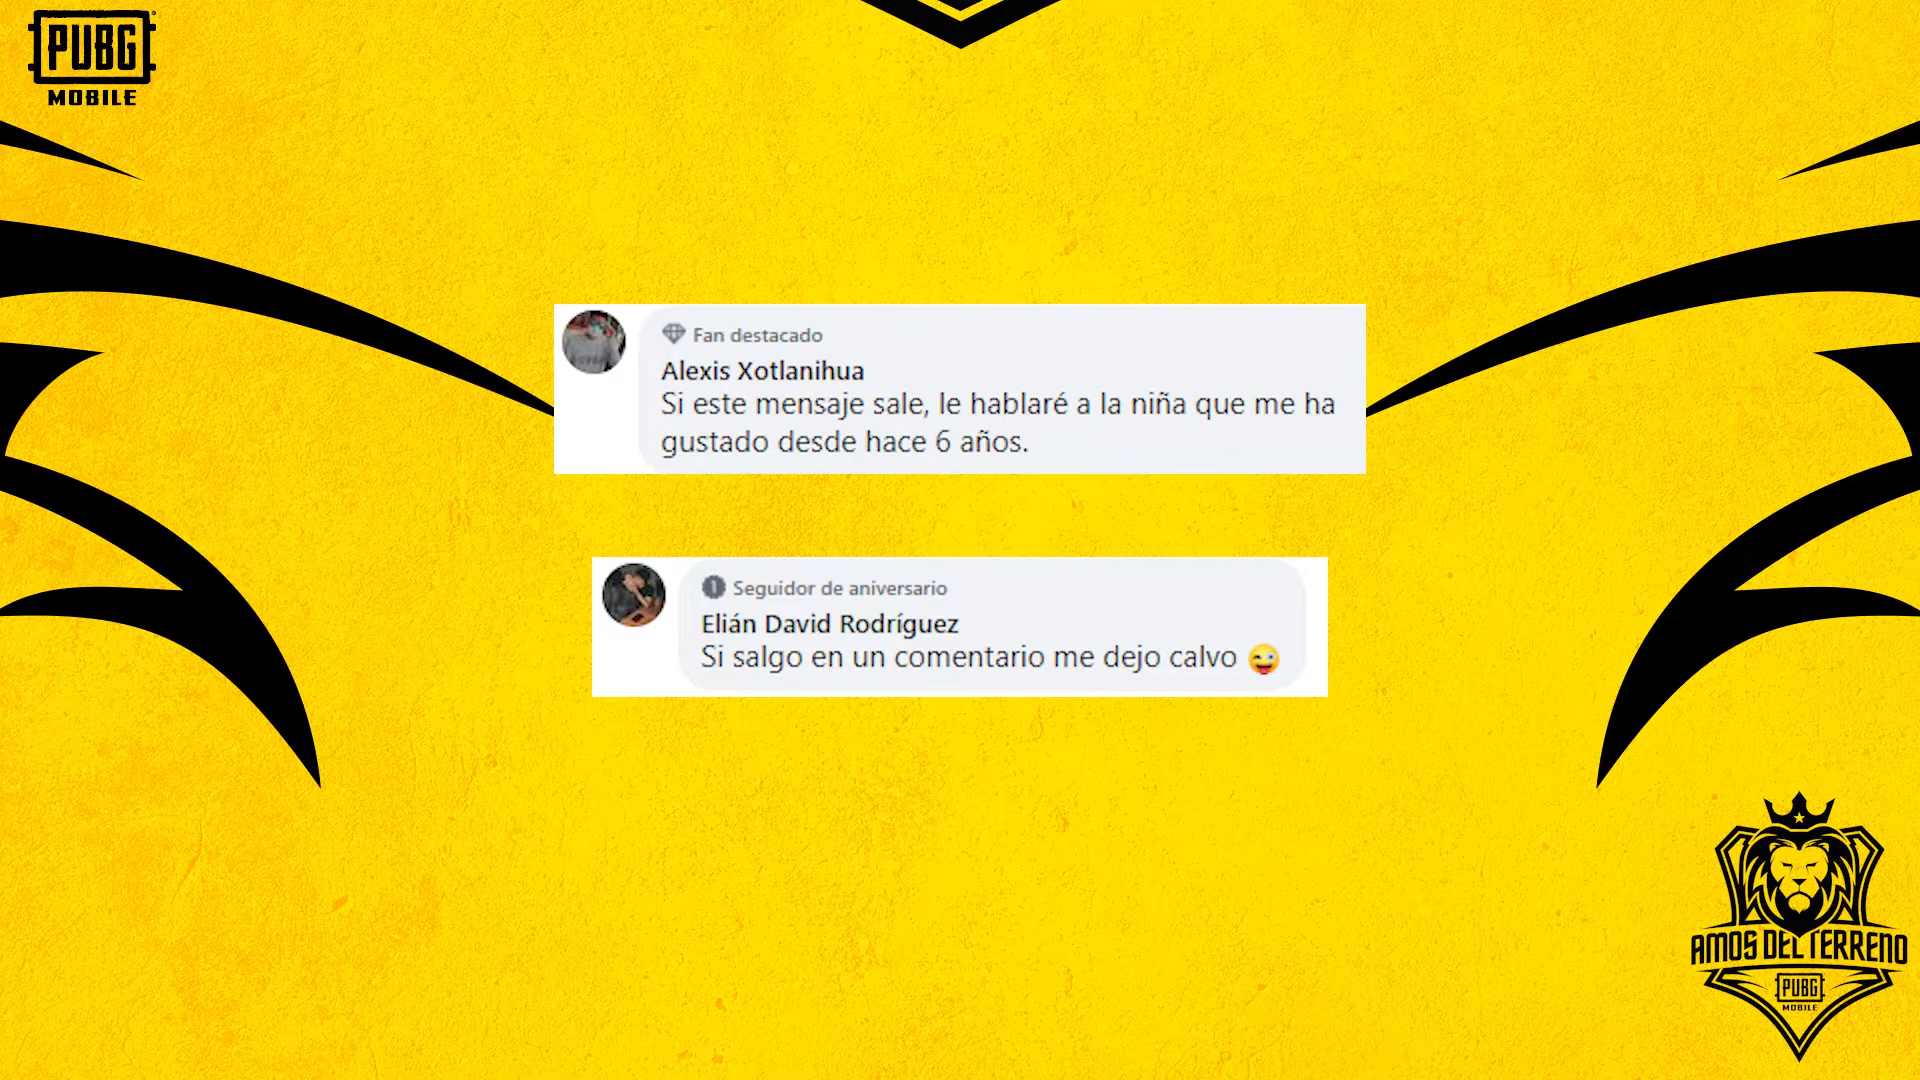 PUBG
MOBILE
Fan destacado
Alexis Xotlanihua
Si este mensaje sale, le hablaré a la niña que me ha
gustado desde hace 6 años.
Seguidor de aniversario
Elián David Rodríguez
Si salgo en un comentario me dejo calvo 😜
AMOS DEL TERRENO
PUBG
MOBILE